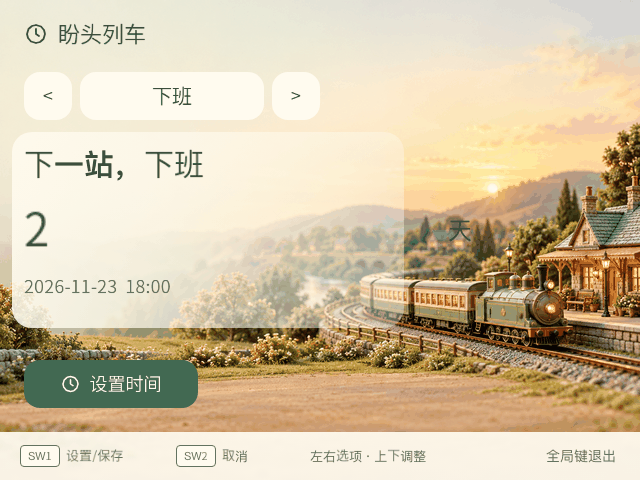 盼头列车
< 下班 >
下一站，下班
2 天
2026-11-23 18:00
设置时间
SW1 设置/保存 SW2 取消 左右选项 · 上下调整 全局键退出